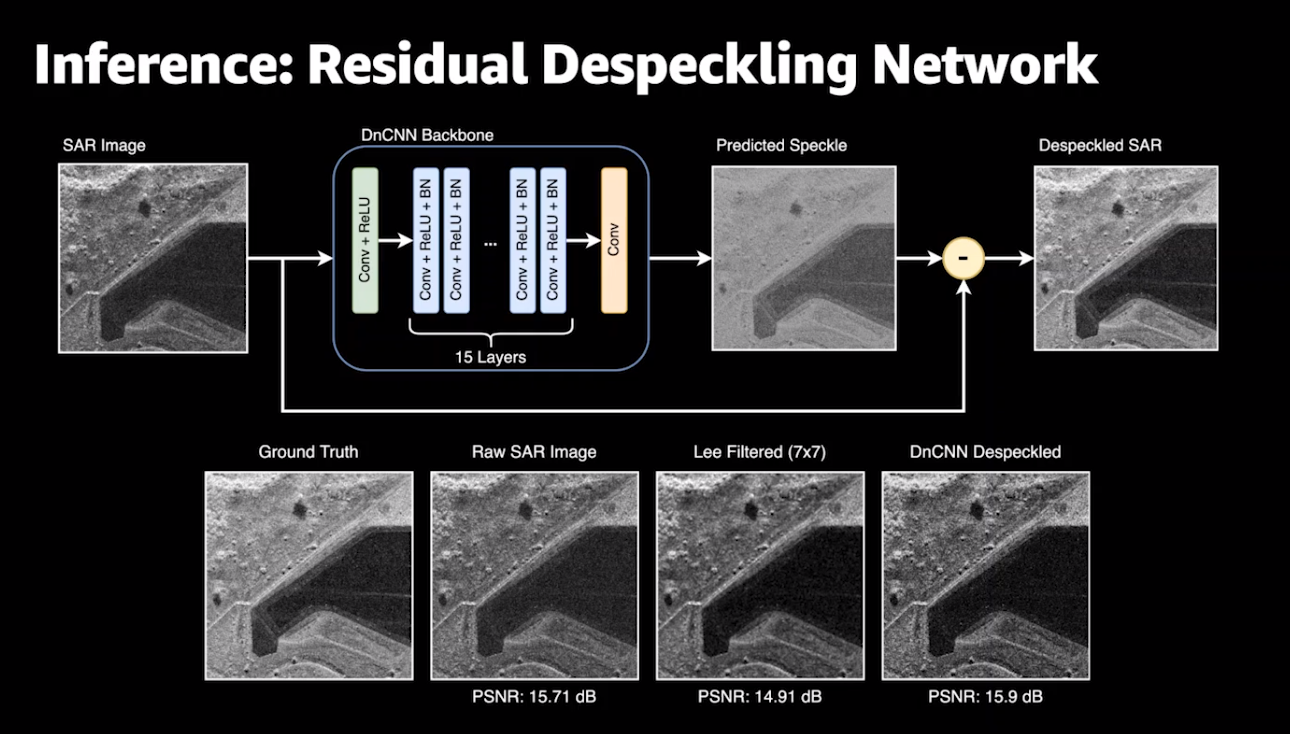 Inference: Residual Despeckling Network
SAR Image
DnCNN Backbone
Predicted Speckle
Despeckled SAR
Conv + ReLU
Conv + ReLU + BN
Conv + ReLU + BN
...
Conv + ReLU + BN
Conv + ReLU + BN
Conv
-
15 Layers
Ground Truth
Raw SAR Image
Lee Filtered (7x7)
DnCNN Despeckled
PSNR: 15.71 dB
PSNR: 14.91 dB
PSNR: 15.9 dB